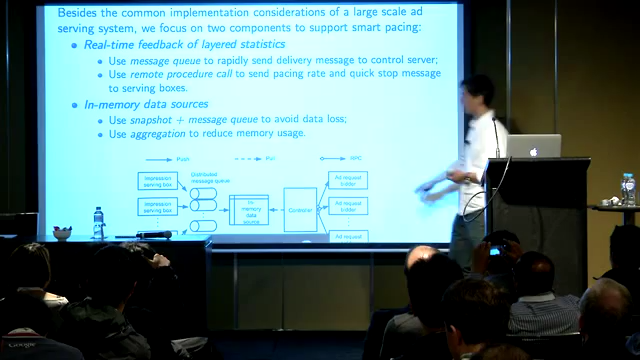 Besides the common implementation considerations of a large scale ad
serving system, we focus on two components to support smart pacing:
Real-time feedback of layered statistics
Use message queue to rapidly send delivery message to control server;
Use remote procedure call to send pacing rate and quick stop message
to serving boxes.
In-memory data sources
Use snapshot + message queue to avoid data loss;
Use aggregation to reduce memory usage.
Push
Pull
RPC
Impression
serving box
Distributed
message queue
Ad request
bidder
Impression
serving box
In
memory
data
source
Controller
Ad request
bidder
Ad request
Google